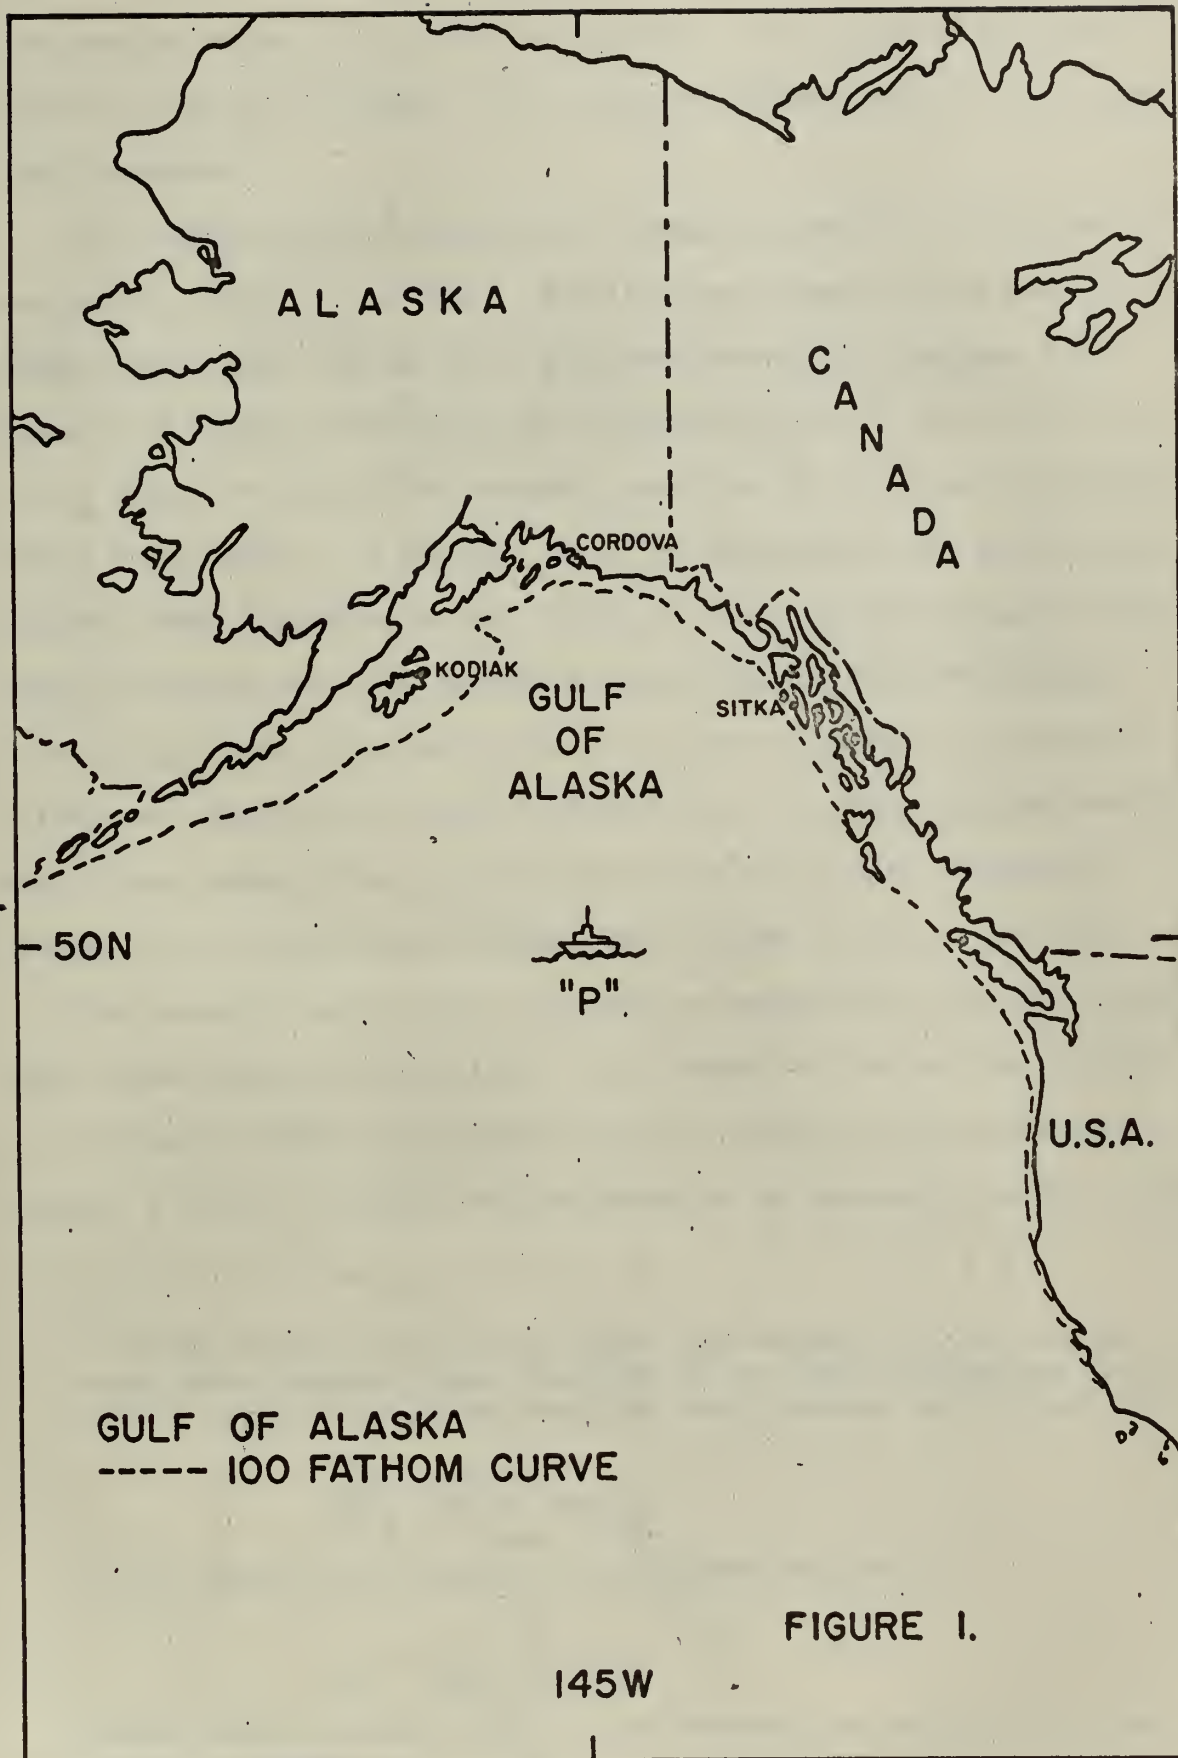 ALASKA
CANADA
CORDOVA
KODIAK
GULF
OF
ALASKA
SITKA
50N
"P"
U.S.A.
GULF OF ALASKA
----- 100 FATHOM CURVE
FIGURE 1.
145W